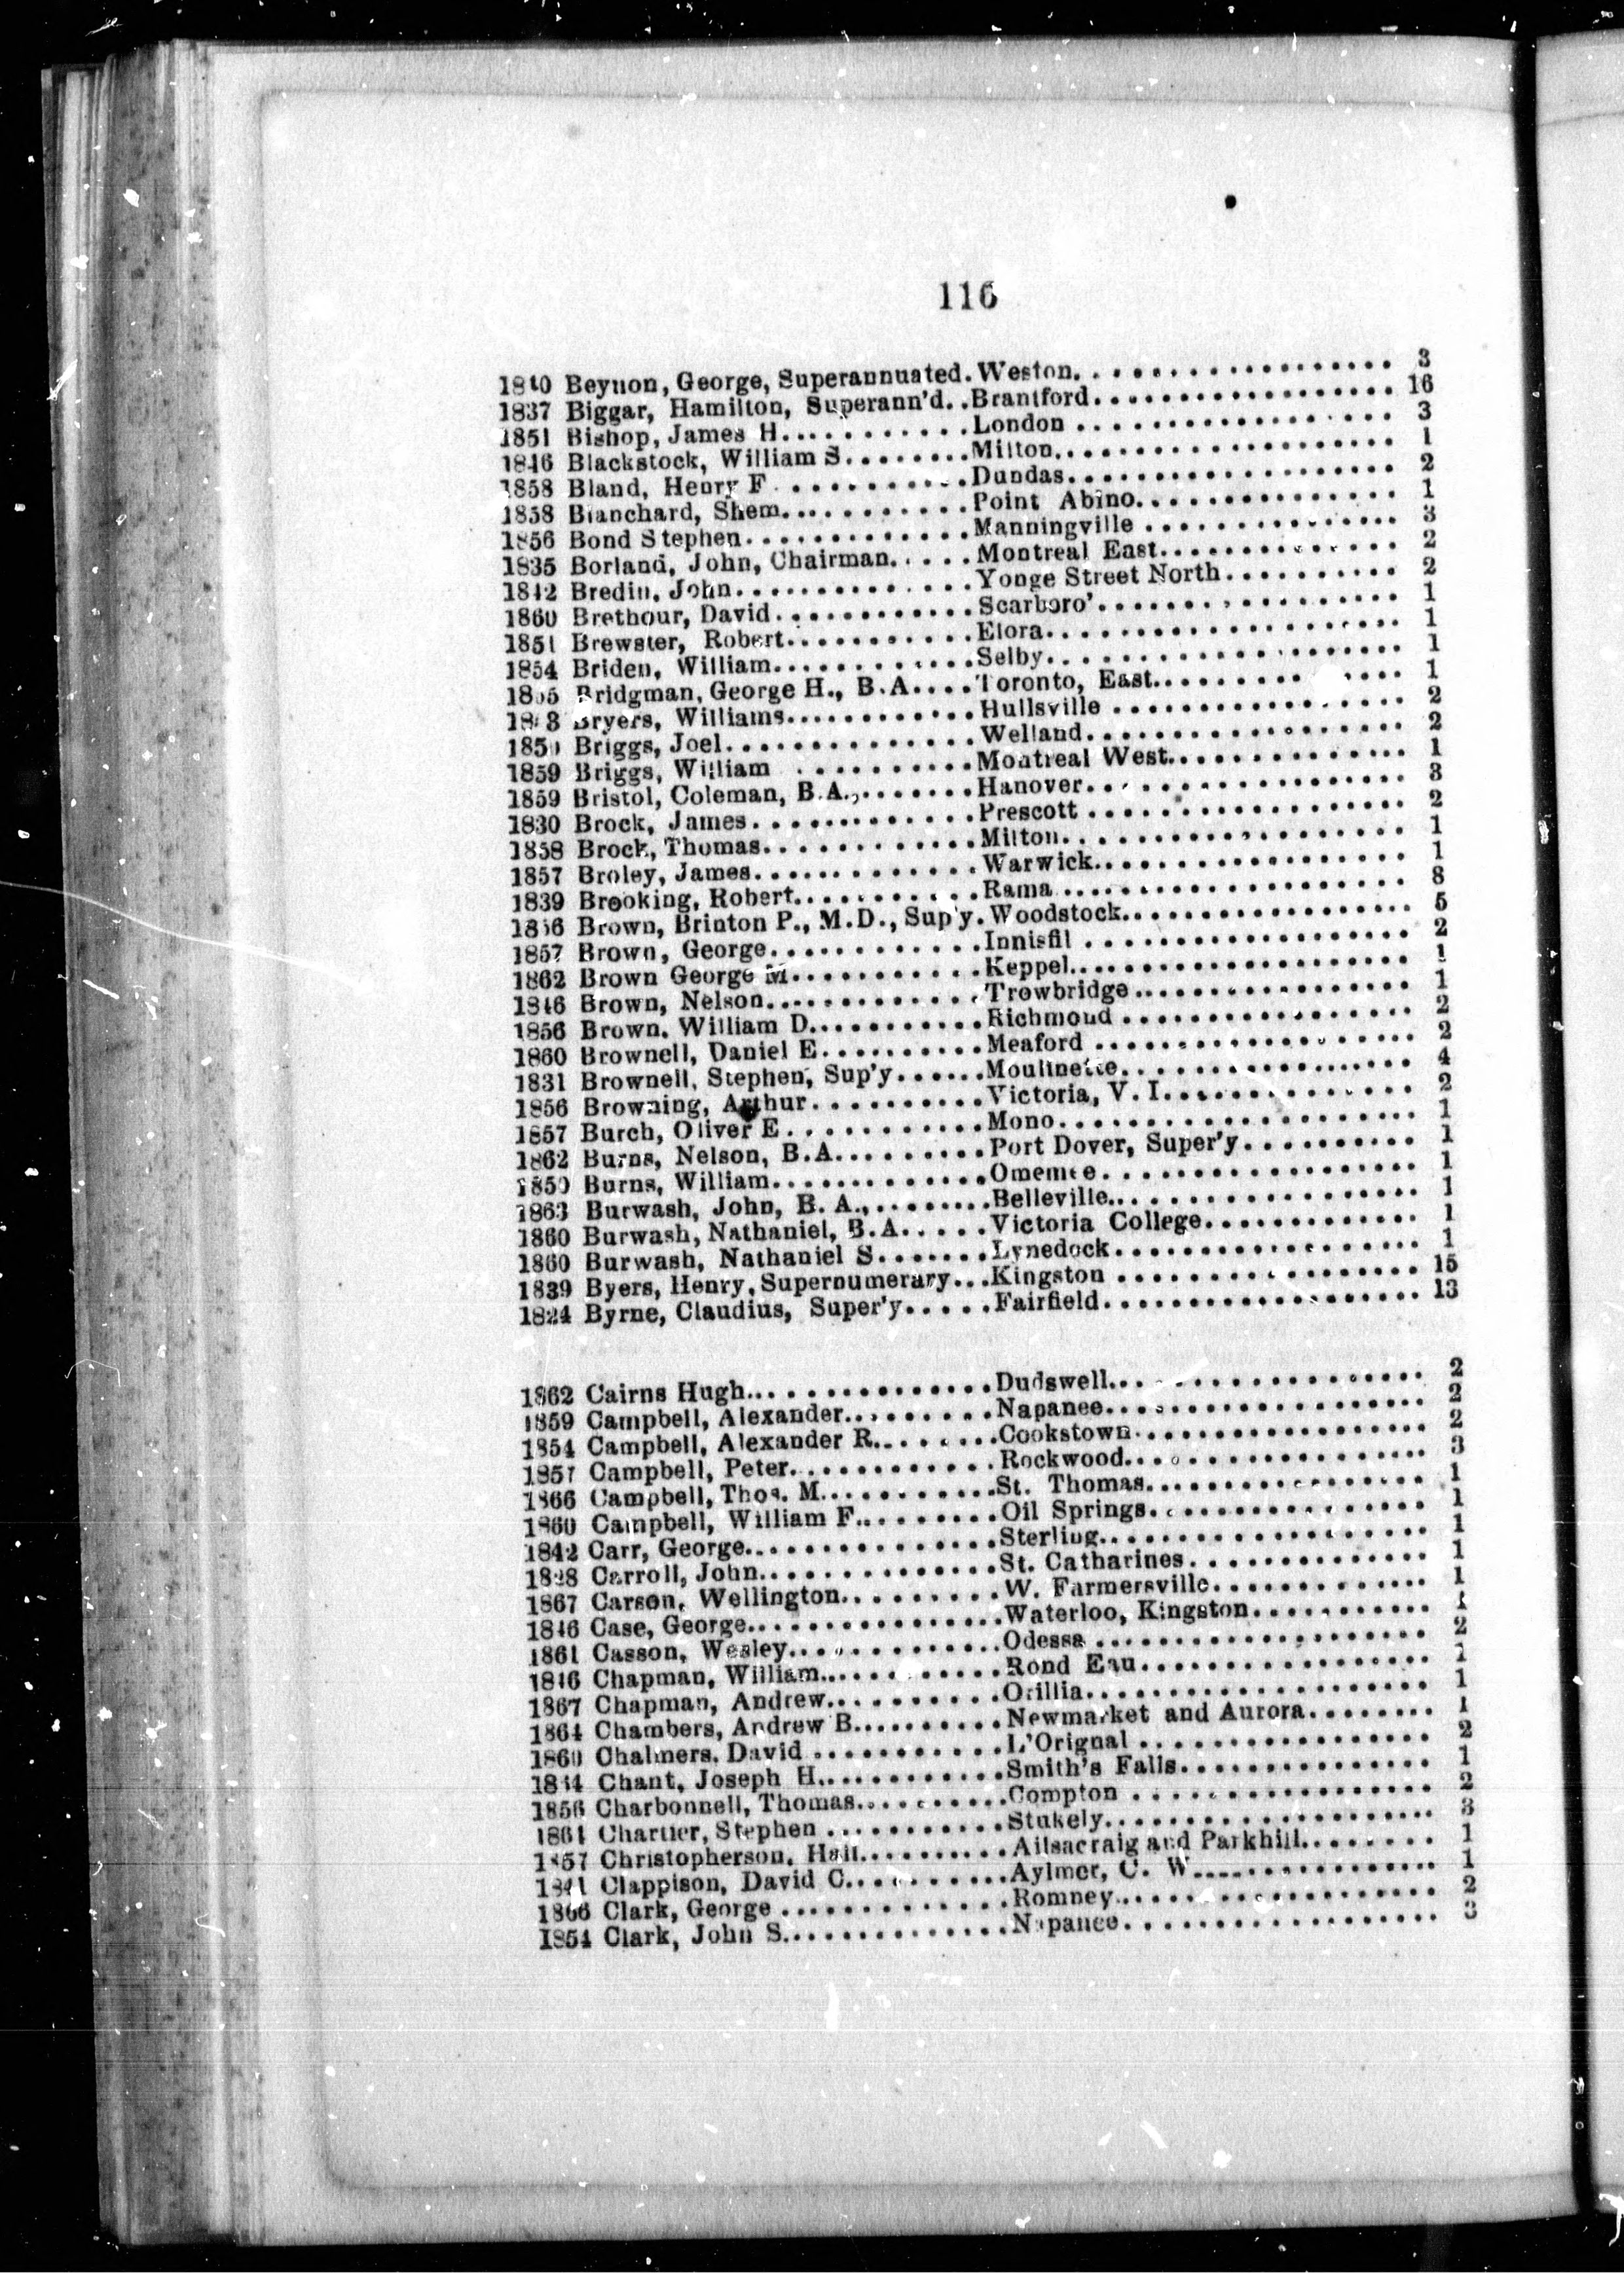 116
1840 Beynon, George, Superannuated. Weston. . . . . . . . . . . . . . . . . 3
1837 Biggar, Hamilton, Superann'd. .Brantford. . . . . . . . . . . . . . . . . 16
1851 Bishop, James H. . . . . . . . . . . .London . . . . . . . . . . . . . . . . . 3
1846 Blackstock, William S. . . . . . . .Milton. . . . . . . . . . . . . . . . . . . 1
1858 Bland, Henry F . . . . . . . . . . .Dundas. . . . . . . . . . . . . . . . . . 2
1858 Blanchard, Shem. . . . . . . . . . . .Point Abino. . . . . . . . . . . . . . . 1
1856 Bond Stephen. . . . . . . . . . . . . .Manningville . . . . . . . . . . . . . . 3
1835 Borland, John, Chairman. . . . . Montreal East. . . . . . . . . . . . . . 2
1842 Bredin, John. . . . . . . . . . . . . . .Yonge Street North. . . . . . . . . . 2
1860 Brethour, David. . . . . . . . . . . . .Scarboro'. . . . . . . . . . . . . . . . . 1
1851 Brewster, Robert. . . . . . . . . . . .Elora. . . . . . . . . . . . . . . . . . . . 1
1854 Briden, William. . . . . . . . . . . . .Selby. . . . . . . . . . . . . . . . . . . . 1
Bridgman, George H., B.A. . . .Toronto, East. . . . . . . . . . . . . . 1
Bryers, Williams. . . . . . . . . . . . .Hullsville . . . . . . . . . . . . . . . . 2
Briggs, Joel. . . . . . . . . . . . . . .Welland. . . . . . . . . . . . . . . . . . 2
1859 Briggs, William . . . . . . . . . . .Montreal West. . . . . . . . . . . . . . 1
1859 Bristol, Coleman, B.A.,. . . . . . .Hanover. . . . . . . . . . . . . . . . . . 3
1830 Brock, James. . . . . . . . . . . . . .Prescott . . . . . . . . . . . . . . . . . 2
1858 Brock, Thomas. . . . . . . . . . . . .Milton. . . . . . . . . . . . . . . . . . . 1
1857 Broley, James. . . . . . . . . . . . . .Warwick. . . . . . . . . . . . . . . . . . 1
1839 Brooking, Robert. . . . . . . . . . . .Rama . . . . . . . . . . . . . . . . . . . 8
Brown, Brinton P., M.D., Sup'y. Woodstock. . . . . . . . . . . . . . . . . 5
1857 Brown, George. . . . . . . . . . . . . .Innisfil . . . . . . . . . . . . . . . . . 2
1862 Brown George M. . . . . . . . . . . .Keppel. . . . . . . . . . . . . . . . . . . 1
1846 Brown, Nelson. . . . . . . . . . . . . .Trowbridge . . . . . . . . . . . . . . . . 1
1856 Brown. William D. . . . . . . . . . .Richmond . . . . . . . . . . . . . . . . 2
1860 Brownell, Daniel E. . . . . . . . . .Meaford . . . . . . . . . . . . . . . . . 2
1831 Brownell, Stephen, Sup'y. . . . . .Moulinette. . . . . . . . . . . . . . . . . 4
1856 Browning, Arthur. . . . . . . . . . .Victoria, V. I. . . . . . . . . . . . . . . 2
1857 Burch, Oliver E . . . . . . . . . . . .Mono. . . . . . . . . . . . . . . . . . . . 1
1862 Burns, Nelson, B.A. . . . . . . . . .Port Dover, Super'y. . . . . . . . . . 1
1859 Burns, William. . . . . . . . . . . . .Omemee. . . . . . . . . . . . . . . . . . 1
1863 Burwash, John, B. A.,. . . . . . . .Belleville. . . . . . . . . . . . . . . . . . 1
1860 Burwash, Nathaniel, B.A. . . . . .Victoria College. . . . . . . . . . . . . 1
1860 Burwash, Nathaniel S. . . . . . . .Lynedock. . . . . . . . . . . . . . . . . 1
1839 Byers, Henry, Supernumerary. . .Kingston . . . . . . . . . . . . . . . . . 15
1824 Byrne, Claudius, Super'y. . . . . .Fairfield. . . . . . . . . . . . . . . . . . 13
1862 Cairns Hugh. . . . . . . . . . . . . . .Dudswell. . . . . . . . . . . . . . . . . 2
1859 Campbell, Alexander. . . . . . . . . .Napanee. . . . . . . . . . . . . . . . . . 2
1854 Campbell, Alexander R. . . . . . . .Cookstown. . . . . . . . . . . . . . . . . 2
1857 Campbell, Peter. . . . . . . . . . . . .Rockwood. . . . . . . . . . . . . . . . . 3
1866 Campbell, Thos. M. . . . . . . . . . .St. Thomas. . . . . . . . . . . . . . . . 1
1860 Campbell, William F. . . . . . . . . .Oil Springs. . . . . . . . . . . . . . . . 1
1842 Carr, George. . . . . . . . . . . . . . .Sterling. . . . . . . . . . . . . . . . . . . 1
1828 Carroll, John. . . . . . . . . . . . . . .St. Catharines. . . . . . . . . . . . . . 1
1867 Carson, Wellington. . . . . . . . . . .W. Farmersville. . . . . . . . . . . . . 1
1846 Case, George. . . . . . . . . . . . . . .Waterloo, Kingston. . . . . . . . . . . 1
1861 Casson, Wesley. . . . . . . . . . . . . .Odessa . . . . . . . . . . . . . . . . . . . 2
1846 Chapman, William. . . . . . . . . . . .Rond Eau. . . . . . . . . . . . . . . . . 1
1867 Chapman, Andrew. . . . . . . . . . . .Orillia. . . . . . . . . . . . . . . . . . . . 1
1864 Chambers, Andrew B. . . . . . . . . .Newmarket and Aurora. . . . . . . . 1
1860 Chalmers. David . . . . . . . . . . . .L'Orignal . . . . . . . . . . . . . . . . . 2
Chant, Joseph H. . . . . . . . . . . .Smith's Falls. . . . . . . . . . . . . . . 1
1856 Charbonnell, Thomas. . . . . . . . . .Compton . . . . . . . . . . . . . . . . . 2
1861 Chartier, Stephen . . . . . . . . . . .Stukely. . . . . . . . . . . . . . . . . . . 3
1857 Christopherson, Hall. . . . . . . . . .Ailsacraig and Parkhill. . . . . . . . 1
1841 Clappison, David C. . . . . . . . . . .Aylmer, C. W. . . . . . . . . . . . . . . 1
1866 Clark, George . . . . . . . . . . . . . .Romney. . . . . . . . . . . . . . . . . . 2
1854 Clark, John S. . . . . . . . . . . . . . .Napanee. . . . . . . . . . . . . . . . . . 3